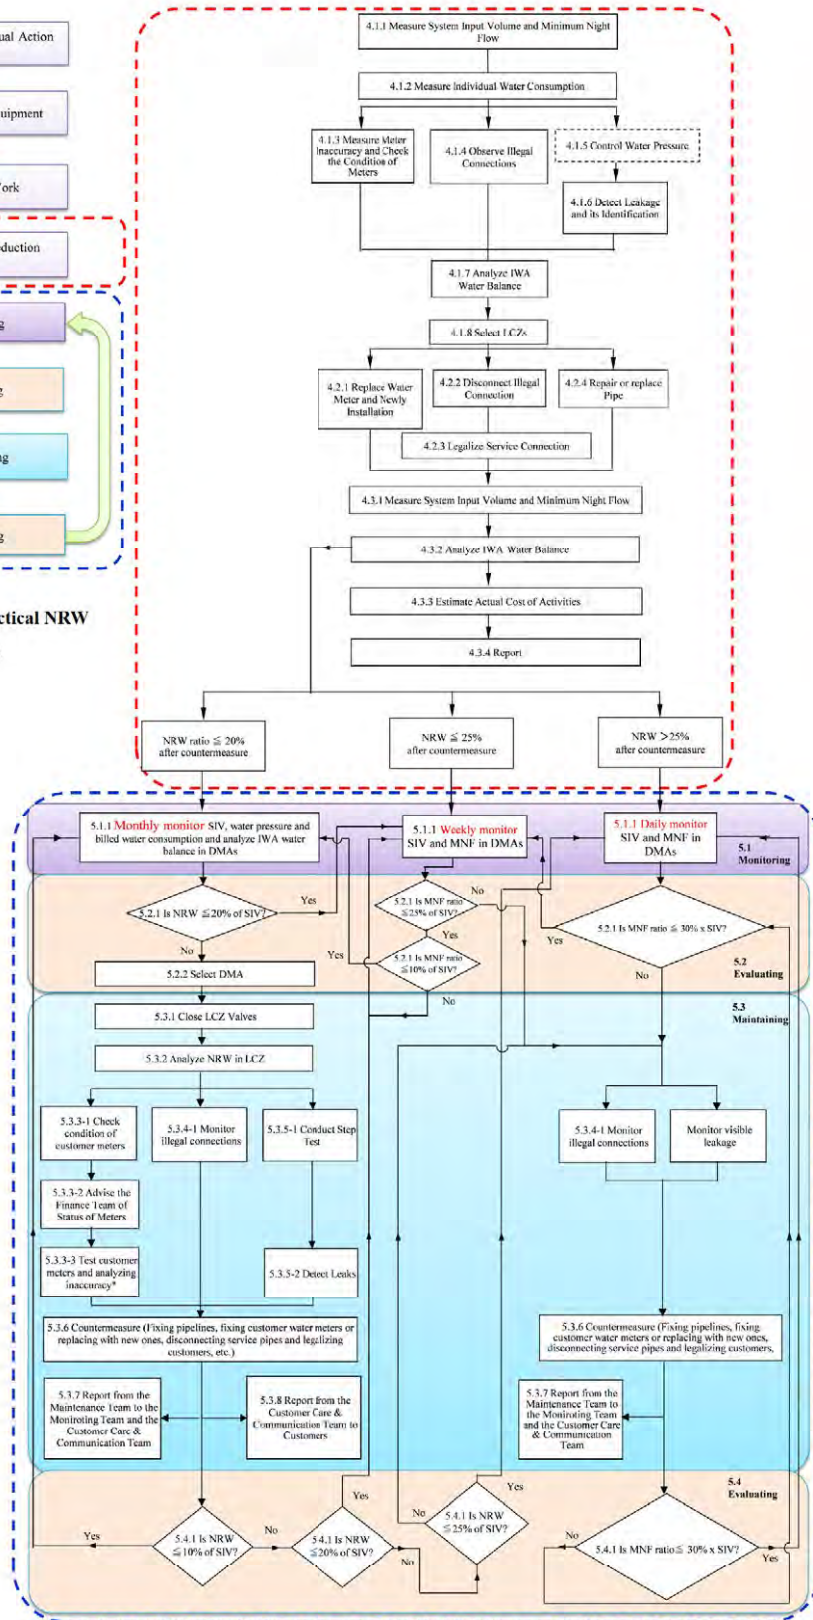 ual Action
quipment
ork
duction
g
g
ng
g
ctical NRW
4.1.1 Measure System Input Volume and Minimum Night
Flow
4.1.2 Measure Individual Water Consumption
4.1.3 Measure Meter
Inaccuracy and Check
the Condition of
Meters
4.1.4 Observe Illegal
Connections
4.1.5 Control Water Pressure
4.1.6 Detect Leakage
and its Identification
4.1.7 Analyze IWA
Water Balance
4.1.8 Select LCZs
4.2.1 Replace Water
Meter and Newly
Installation
4.2.2 Disconnect Illegal
Connection
4.2.4 Repair or replace
Pipe
4.2.3 Legalize Service Connection
4.3.1 Measure System Input Volume and Minimum Night Flow
4.3.2 Analyze IWA Water Balance
4.3.3 Estimate Actual Cost of Activities
4.3.4 Report
NRW ratio ≦ 20%
after countermeasure
NRW ≦ 25%
after countermeasure
NRW >25%
after countermeasure
5.1.1 Monthly monitor SIV, water pressure and
billed water consumption and analyze IWA water
balance in DMAs
5.1.1 Weekly monitor
SIV and MNF in DMAs
5.1.1 Daily monitor
SIV and MNF in
DMAs
5.1
Monitoring
5.2.1 Is NRW ≦20% of SIV?
Yes
No
5.2.1 Is MNF ratio
≦25% of SIV?
No
Yes
5.2.1 Is MNF ratio
≦10% of SIV?
Yes
No
5.2.1 Is MNF ratio ≦ 30% x SIV?
Yes
No
5.2
Evaluating
5.2.2 Select DMA
5.3.1 Close LCZ Valves
5.3.2 Analyze NRW in LCZ
5.3
Maintaining
5.3.3-1 Check
condition of
customer meters
5.3.4-1 Monitor
illegal connections
5.3.5-1 Conduct Step
Test
5.3.4-1 Monitor
illegal connections
Monitor visible
leakage
5.3.3-2 Advise the
Finance Team of
Status of Meters
5.3.3-3 Test customer
meters and analyzing
inaccuracy*
5.3.5-2 Detect Leaks
5.3.6 Countermeasure (Fixing pipelines, fixing customer water meters or
replacing with new ones, disconnecting service pipes and legalizing
customers, etc.)
5.3.6 Countermeasure (Fixing pipelines, fixing
customer water meters or replacing with new ones,
disconnecting service pipes and legalizing customers,
5.3.7 Report from the
Maintenance Team to
the Moniroting Team and the
Customer Care &
Communication Team
5.3.8 Report from the
Customer Care &
Communication Team to
Customers
5.3.7 Report from the
Maintenance Team to
the Moniroting Team
and the Customer Care
& Communication
Team
5.4
Evaluating
5.4.1 Is NRW
≦10% of SIV?
Yes
No
5.4.1 Is NRW
≦20% of SIV?
Yes
No
5.4.1 Is NRW
≦25% of SIV?
No
Yes
5.4.1 Is MNF ratio≦ 30% x SIV?
No
Yes